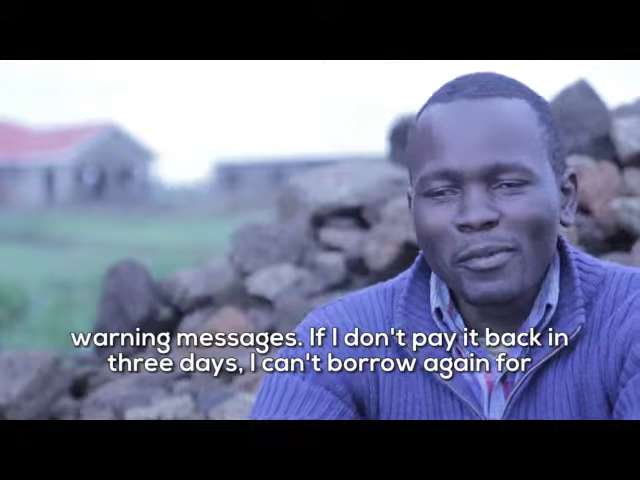 warning messages. If I don't pay it back in
three days, I can't borrow again for